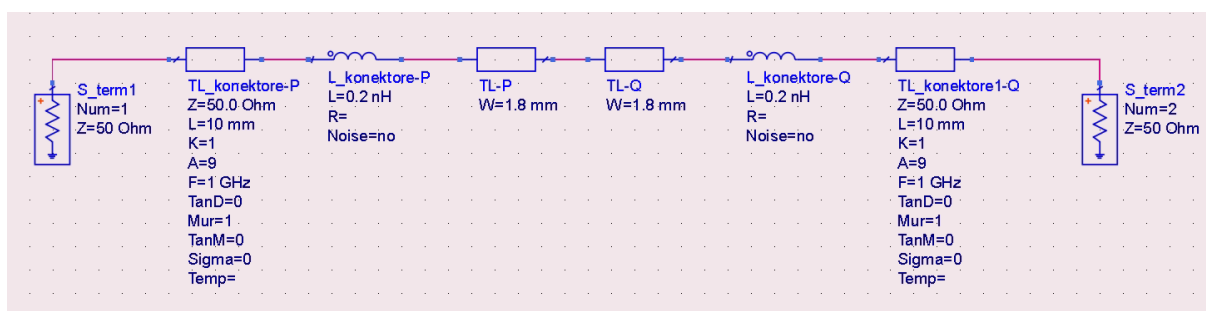 S_term1
Num=1
Z=50 Ohm
TL_konektore-P
Z=50.0 Ohm
L=10 mm
K=1
A=9
F=1 GHz
TanD=0
Mur=1
TanM=0
Sigma=0
Temp=
L_konektore-P
L=0.2 nH
R=
Noise=no
TL-P
W=1.8 mm
TL-Q
W=1.8 mm
L_konektore-Q
L=0.2 nH
R=
Noise=no
TL_konektore1-Q
Z=50.0 Ohm
L=10 mm
K=1
A=9
F=1 GHz
TanD=0
Mur=1
TanM=0
Sigma=0
Temp=
S_term2
Num=2
Z=50 Ohm